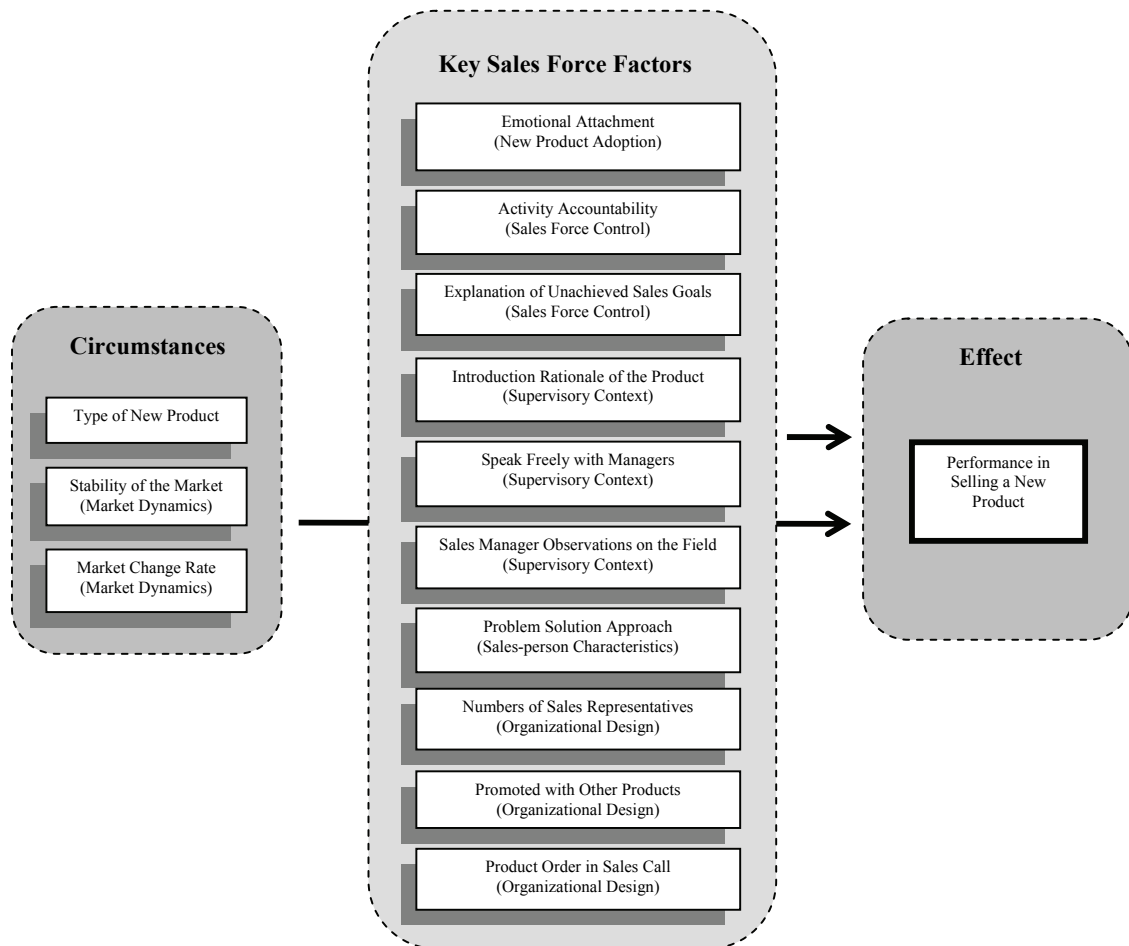 Circumstances
Type of New Product
Stability of the Market
(Market Dynamics)
Market Change Rate
(Market Dynamics)
Key Sales Force Factors
Emotional Attachment
(New Product Adoption)
Activity Accountability
(Sales Force Control)
Explanation of Unachieved Sales Goals
(Sales Force Control)
Introduction Rationale of the Product
(Supervisory Context)
Speak Freely with Managers
(Supervisory Context)
Sales Manager Observations on the Field
(Supervisory Context)
Problem Solution Approach
(Sales-person Characteristics)
Numbers of Sales Representatives
(Organizational Design)
Promoted with Other Products
(Organizational Design)
Product Order in Sales Call
(Organizational Design)
Effect
Performance in
Selling a New
Product